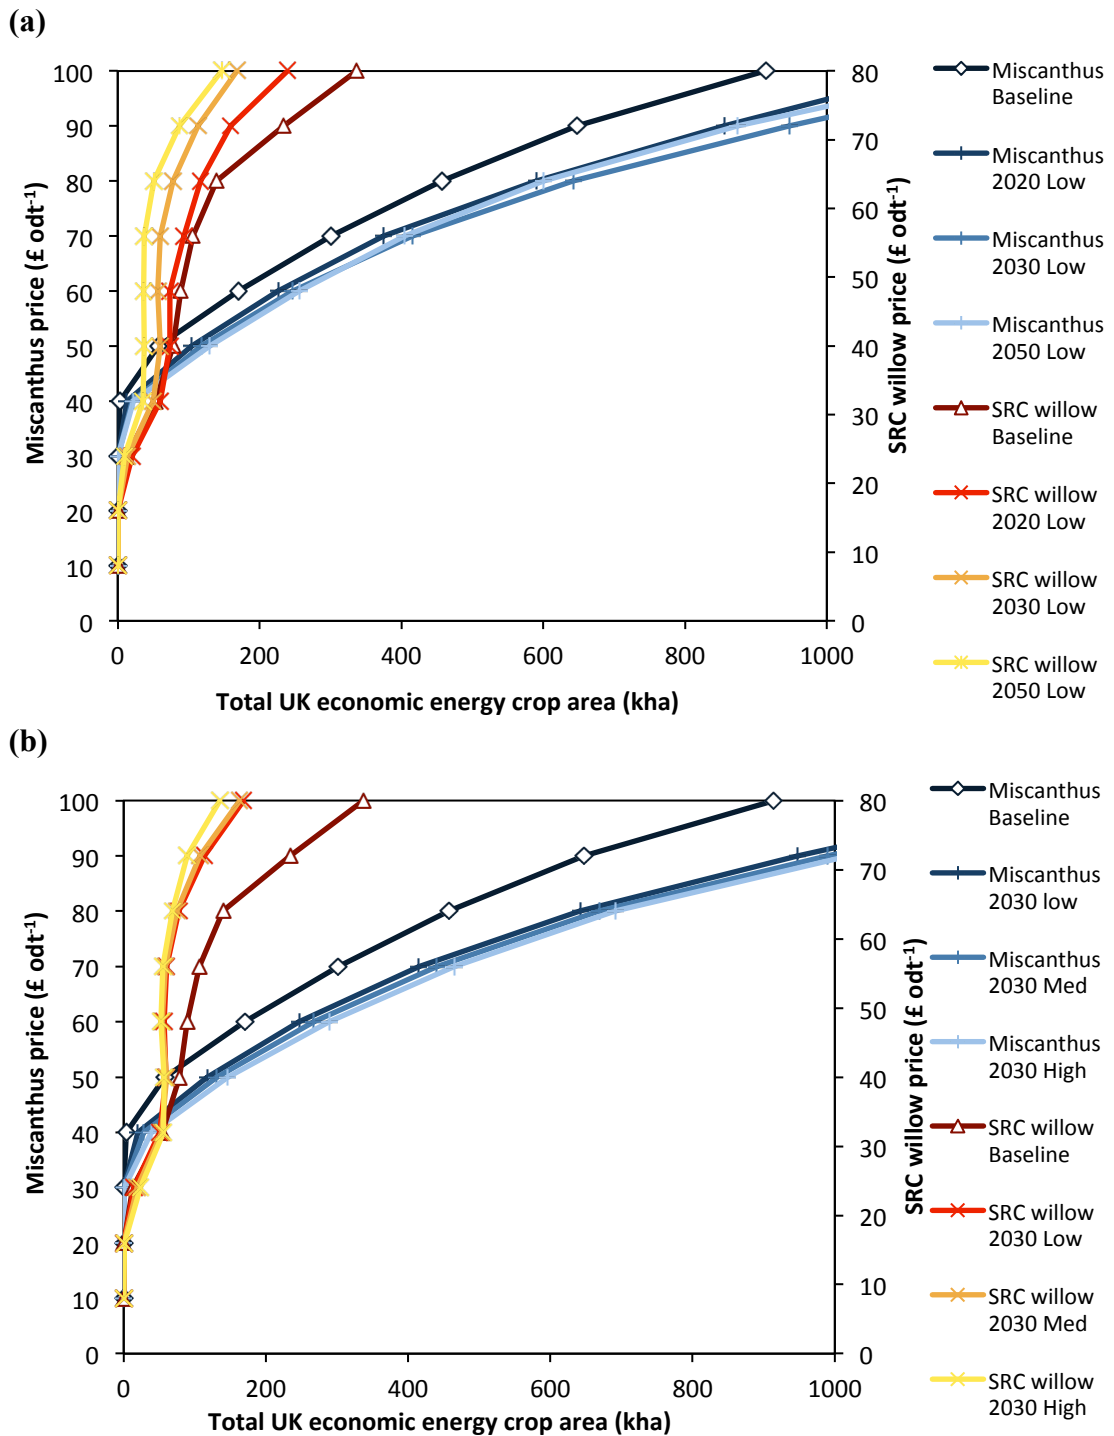 (a)
100
90
80
70
60
50
40
30
20
10
0
Miscanthus price (£ odt⁻¹)
80
70
60
50
40
30
20
10
0
SRC willow price (£ odt⁻¹)
0 200 400 600 800 1000
Total UK economic energy crop area (kha)
Miscanthus
Baseline
Miscanthus
2020 Low
Miscanthus
2030 Low
Miscanthus
2050 Low
SRC willow
Baseline
SRC willow
2020 Low
SRC willow
2030 Low
SRC willow
2050 Low
(b)
100
90
80
70
60
50
40
30
20
10
0
Miscanthus price (£ odt⁻¹)
80
70
60
50
40
30
20
10
0
SRC willow price (£ odt⁻¹)
0 200 400 600 800 1000
Total UK economic energy crop area (kha)
Miscanthus
Baseline
Miscanthus
2030 low
Miscanthus
2030 Med
Miscanthus
2030 High
SRC willow
Baseline
SRC willow
2030 Low
SRC willow
2030 Med
SRC willow
2030 High